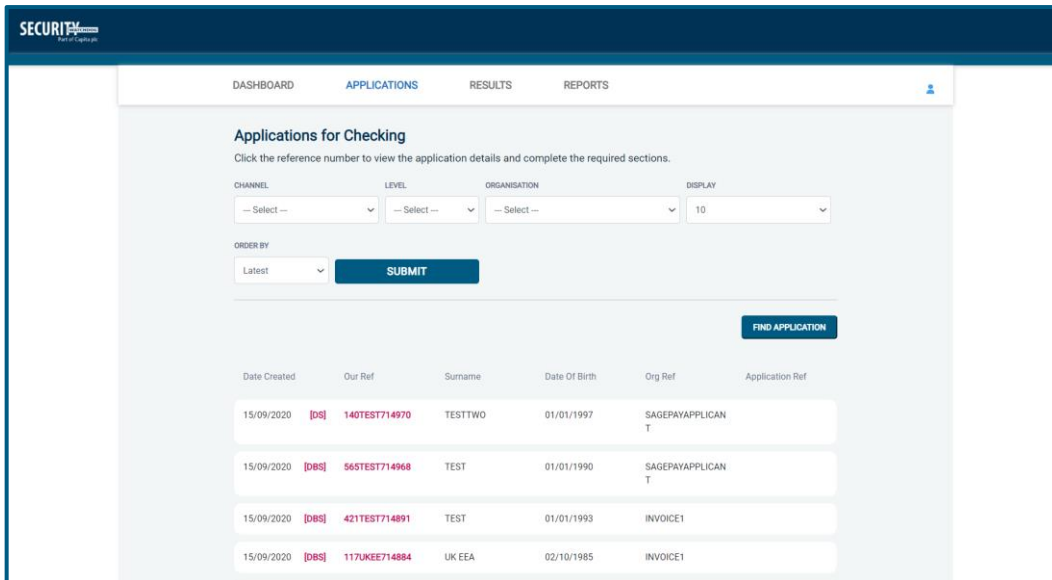 SECURITY WATCHDOG
Part of Capita plc
DASHBOARD APPLICATIONS RESULTS REPORTS
Applications for Checking
Click the reference number to view the application details and complete the required sections.
CHANNEL LEVEL ORGANISATION DISPLAY
--- Select --- --- Select --- --- Select --- 10
ORDER BY
Latest SUBMIT
FIND APPLICATION
Date Created Our Ref Surname Date Of Birth Org Ref Application Ref
15/09/2020 [DS] 140TEST714970 TESTTWO 01/01/1997 SAGEPAYAPPLICAN
T
15/09/2020 [DBS] 565TEST714968 TEST 01/01/1990 SAGEPAYAPPLICAN
T
15/09/2020 [DBS] 421TEST714891 TEST 01/01/1993 INVOICE1
15/09/2020 [DBS] 117UKEE714884 UK EEA 02/10/1985 INVOICE1